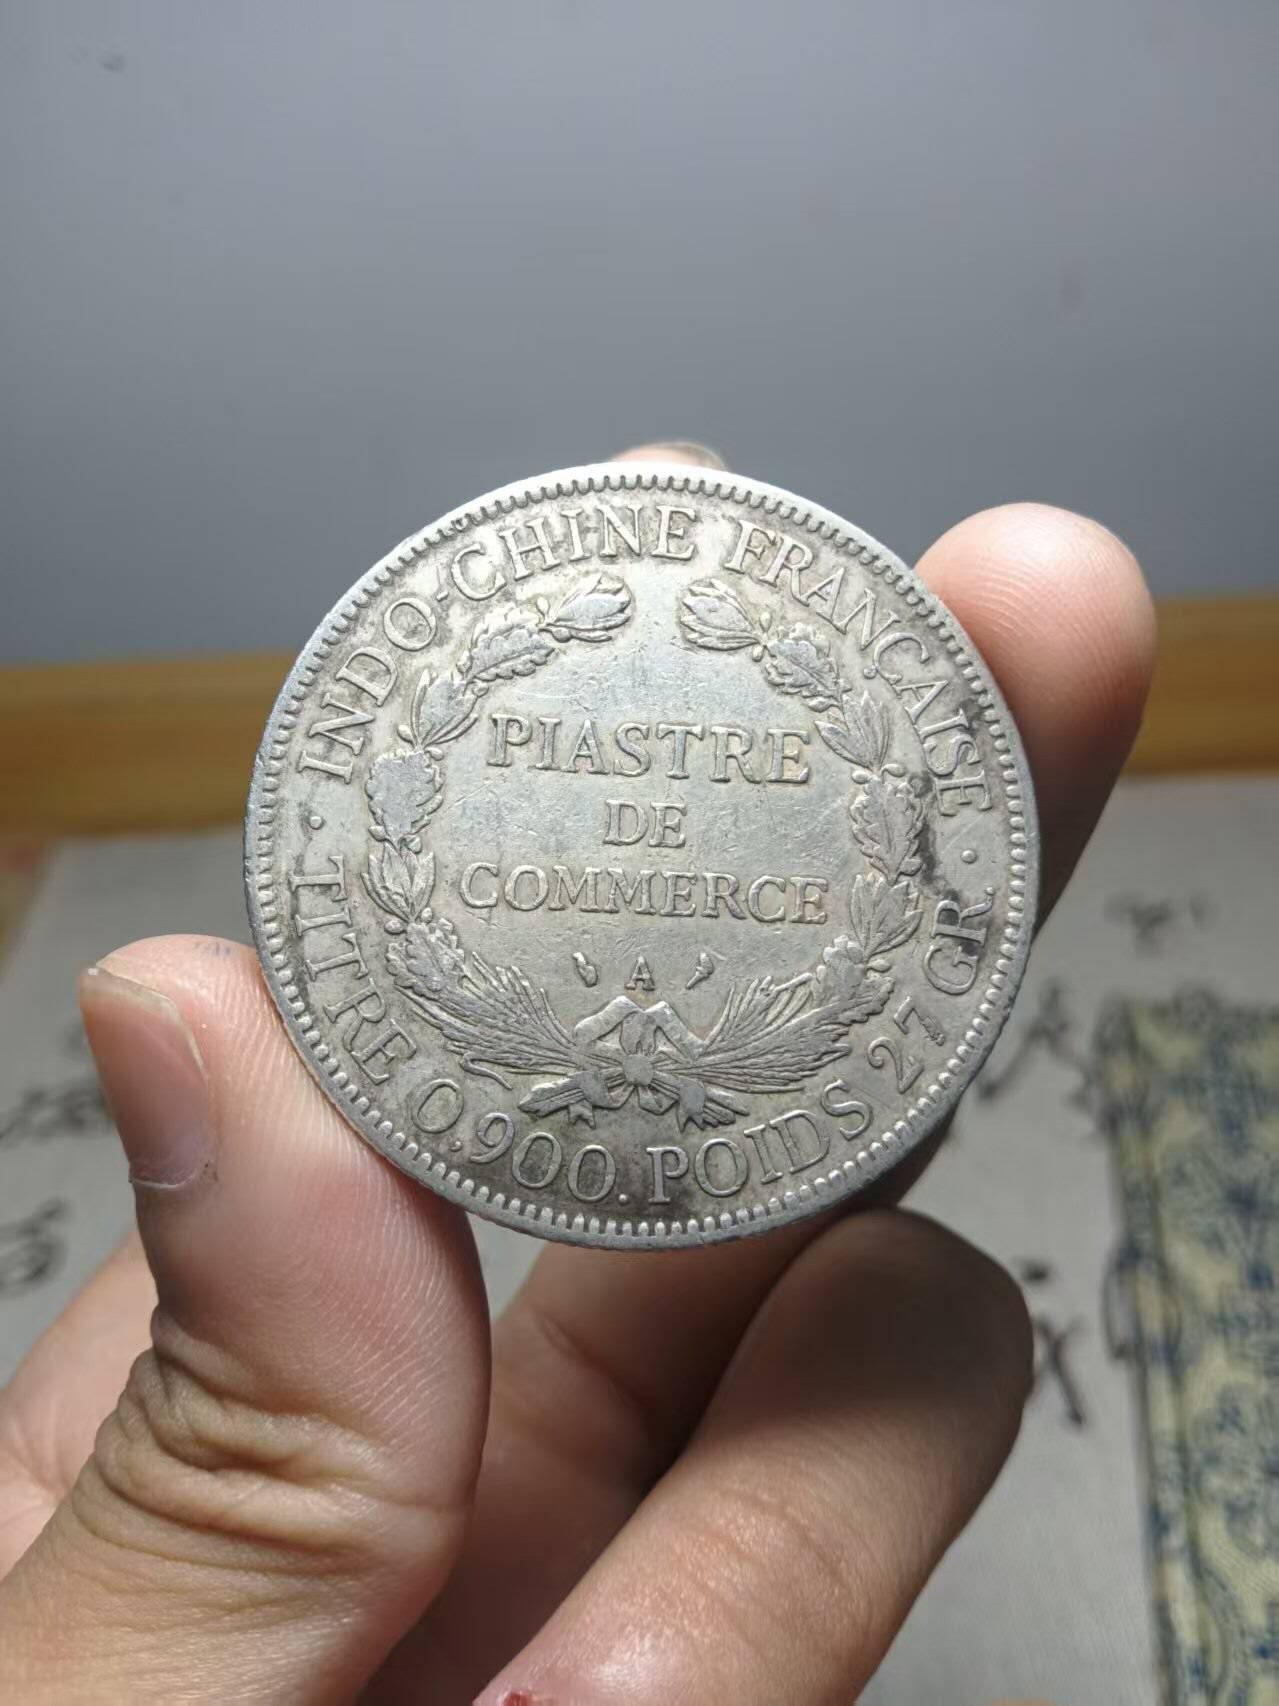 INDO-CHINE FRANÇAISE
PIASTRE
DE
COMMERCE
A
TITRE 0,900. POIDS 27 GR.